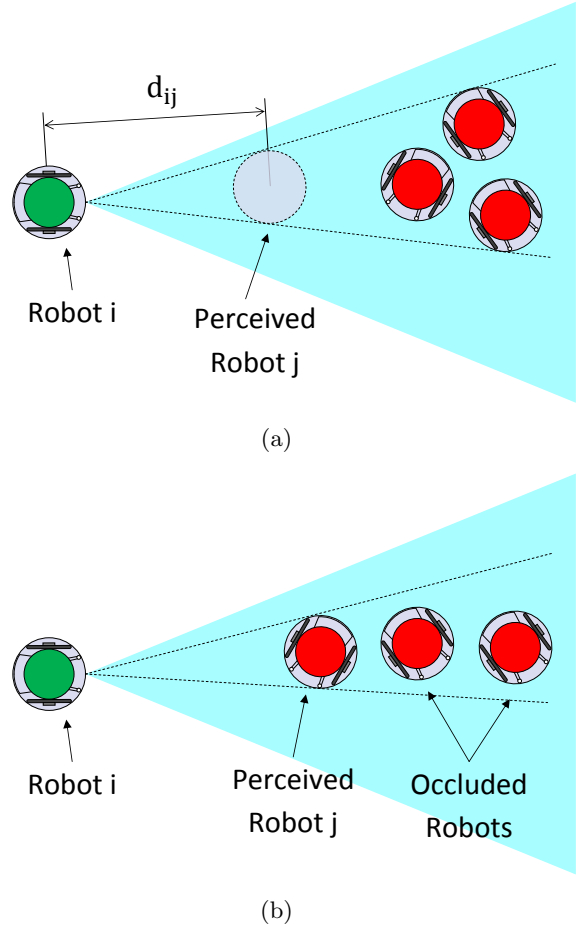 d_ij
Robot i
Perceived
Robot j
(a)
Robot i
Perceived
Robot j
Occluded
Robots
(b)